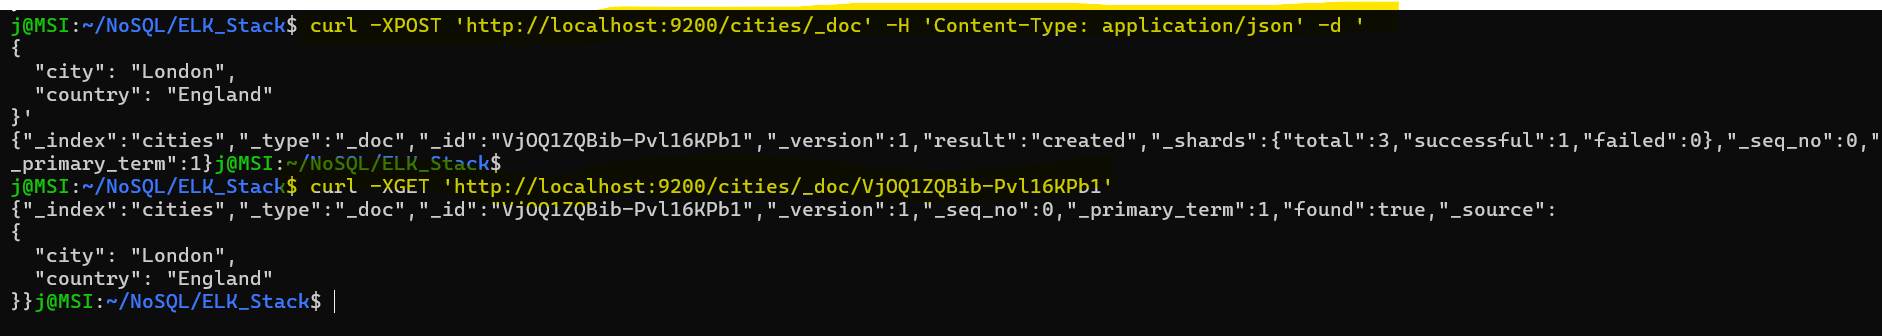 j@MSI:~/NoSQL/ELK_Stack$ curl -XPOST 'http://localhost:9200/cities/_doc' -H 'Content-Type: application/json' -d '
{
  "city": "London",
  "country": "England"
}'
{"_index":"cities","_type":"_doc","_id":"VjOQ1ZQBib-Pvl16KPb1","_version":1,"result":"created","_shards":{"total":3,"successful":1,"failed":0},"_seq_no":0,"
_primary_term":1}j@MSI:~/NoSQL/ELK_Stack$
j@MSI:~/NoSQL/ELK_Stack$ curl -XGET 'http://localhost:9200/cities/_doc/VjOQ1ZQBib-Pvl16KPb1'
{"_index":"cities","_type":"_doc","_id":"VjOQ1ZQBib-Pvl16KPb1","_version":1,"_seq_no":0,"_primary_term":1,"found":true,"_source":
{
  "city": "London",
  "country": "England"
}}j@MSI:~/NoSQL/ELK_Stack$